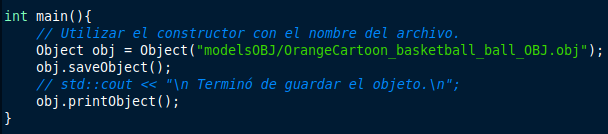 int main(){
    // Utilizar el constructor con el nombre del archivo.
    Object obj = Object("modelsOBJ/OrangeCartoon_basketball_ball_OBJ.obj");
    obj.saveObject();
    // std::cout << "\n Terminó de guardar el objeto.\n";
    obj.printObject();
}